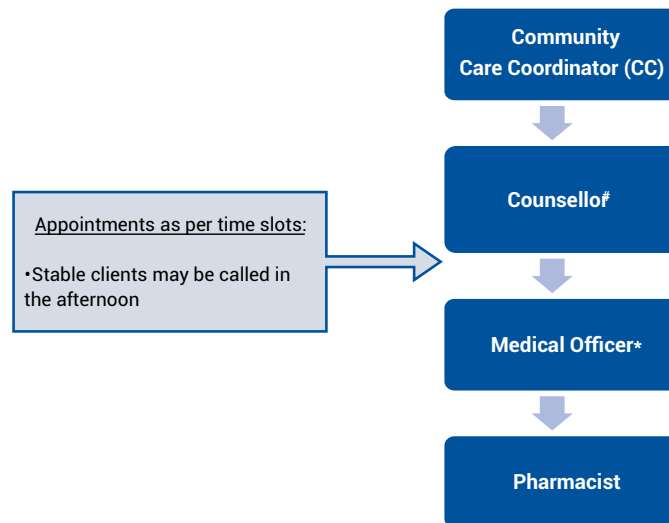 Community
Care Coordinator (CC)
Counsellor#
Appointments as per time slots:
•Stable clients may be called in
the afternoon
Medical Officer*
Pharmacist